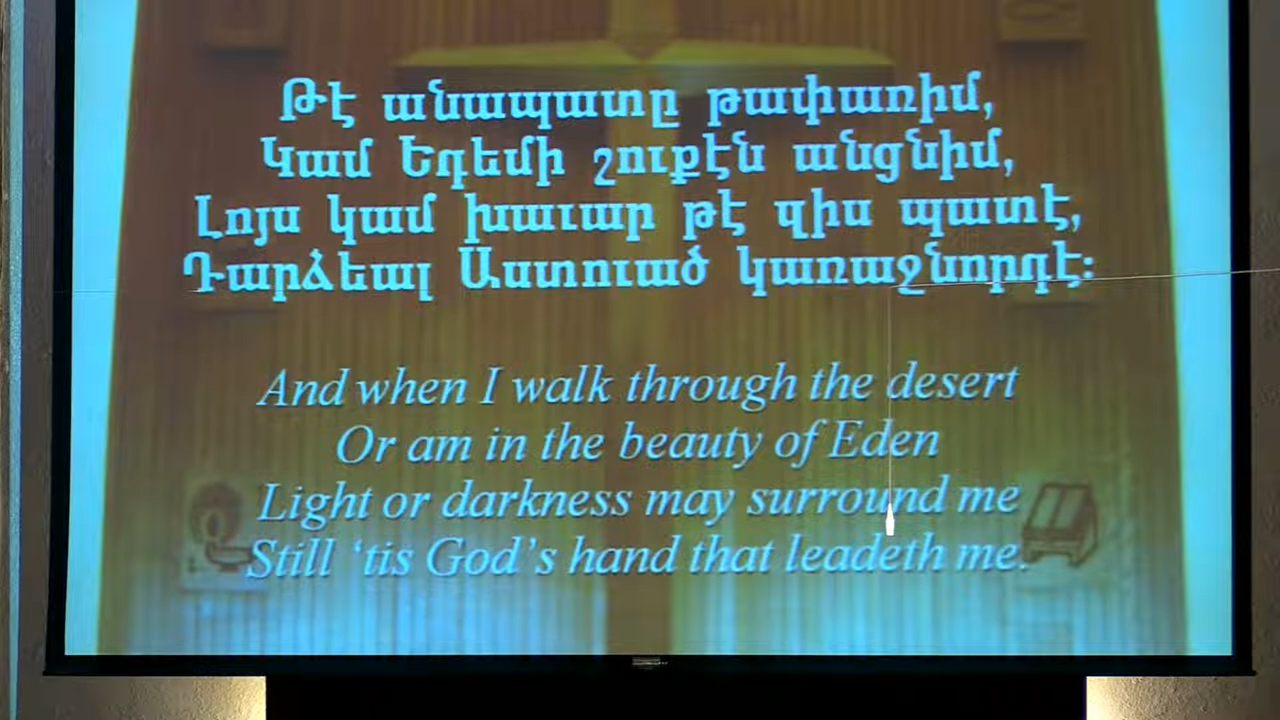 Թէ անապատը թափառիմ,
Կամ Եդեմի շուքէն անցնիմ,
Լոյս կամ խաւար թէ զիս պատէ,
Դարձեալ Աստուած կառաջնորդէ։
And when I walk through the desert
Or am in the beauty of Eden
Light or darkness may surround me
Still ‘tis God’s hand that leadeth me.